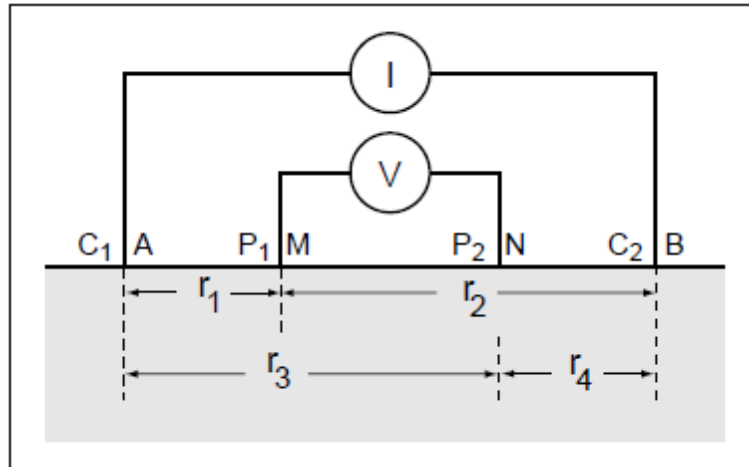 I
V
C₁ A P₁ M P₂ N C₂ B
r₁ r₂
r₃ r₄